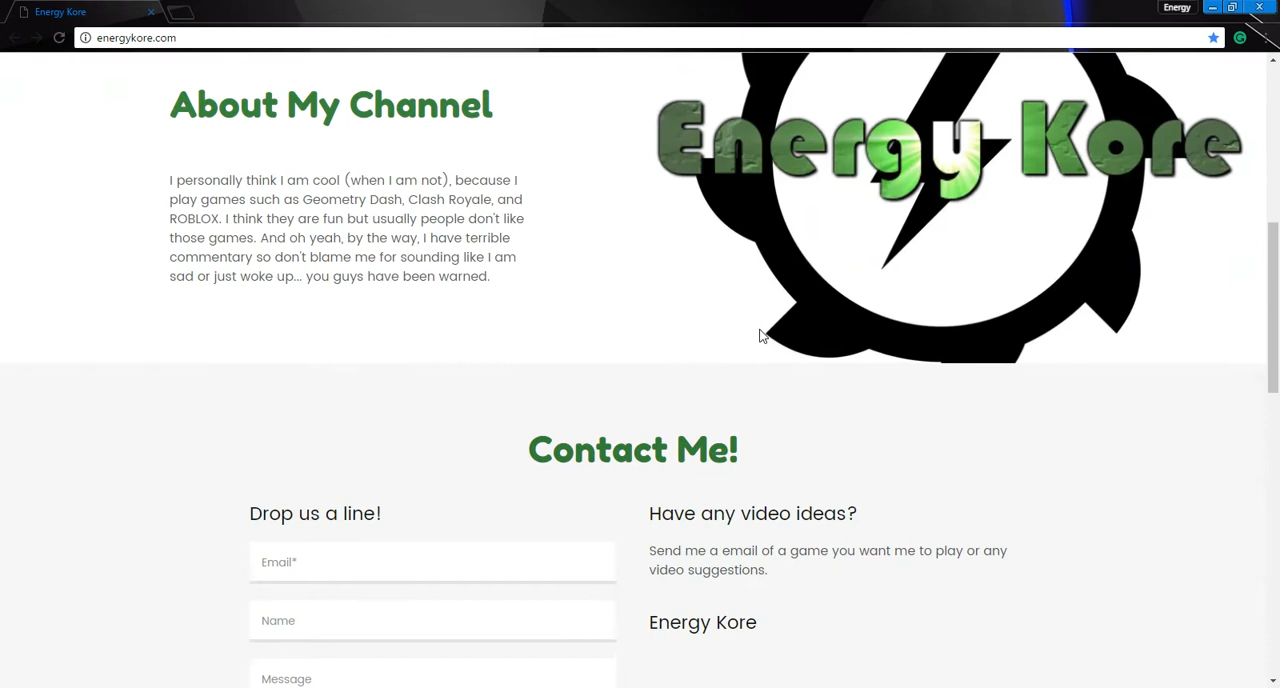 Energy Kore
Energy
energykore.com
About My Channel
I personally think I am cool (when I am not), because I
play games such as Geometry Dash, Clash Royale, and
ROBLOX. I think they are fun but usually people don't like
those games. And oh yeah, by the way, I have terrible
commentary so don't blame me for sounding like I am
sad or just woke up... you guys have been warned.
Energy Kore
Contact Me!
Drop us a line!
Email*
Name
Message
Have any video ideas?
Send me a email of a game you want me to play or any
video suggestions.
Energy Kore